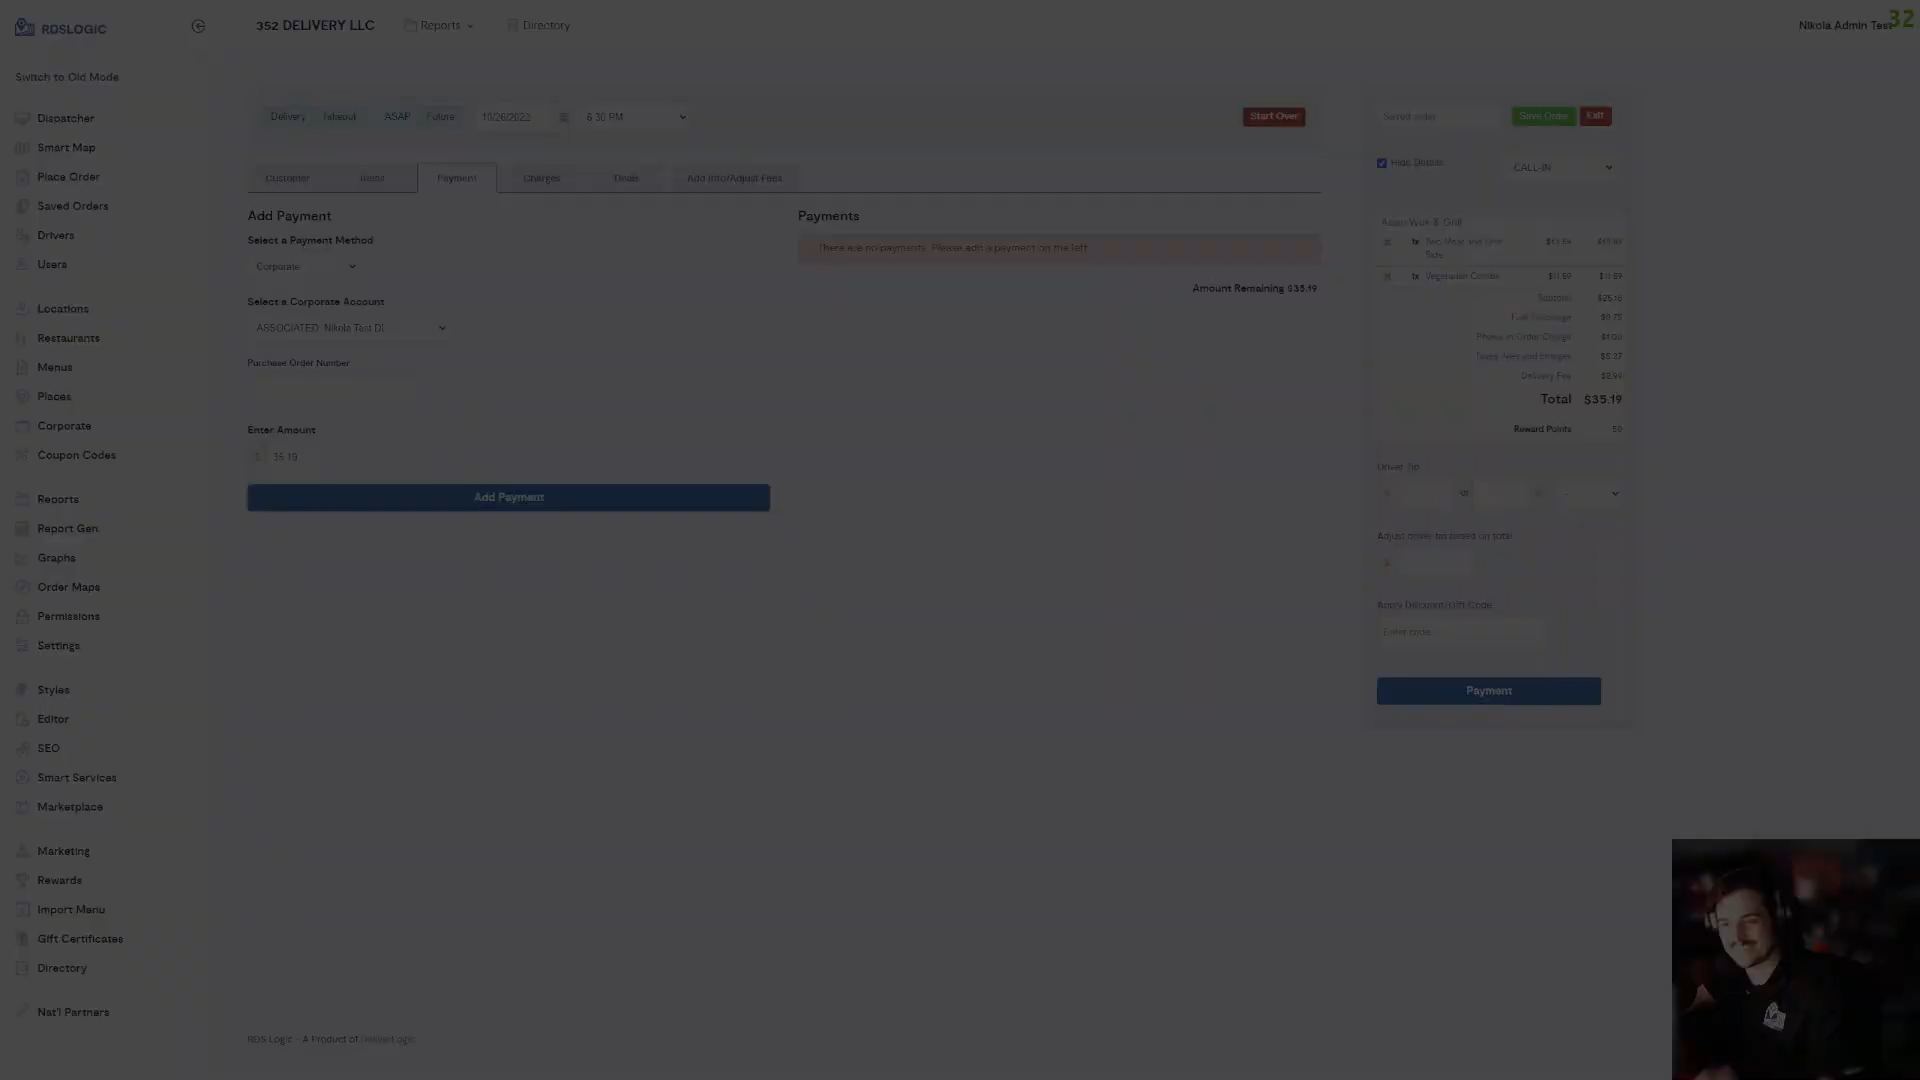 RDSLOGIC
352 DELIVERY LLC
Reports
Directory
Nikola Admin Test
32
Switch to Old Mode
Dispatcher
Smart Map
Place Order
Saved Orders
Drivers
Users
Locations
Restaurants
Menus
Places
Corporate
Coupon Codes
Reports
Report Gen
Graphs
Order Maps
Permissions
Settings
Styles
Editor
SEO
Smart Services
Marketplace
Marketing
Rewards
Import Menu
Gift Certificates
Directory
Nat'l Partners
Delivery
Takeout
ASAP
Future
10/26/2022
6:30 PM
Start Over
Customer
Items
Payment
Charges
Deals
Add Info/Adjust Fees
Add Payment
Select a Payment Method
Corporate
Select a Corporate Account
ASSOCIATED: Nikola Test DL
Purchase Order Number
Enter Amount
$ 35.19
Add Payment
Payments
There are no payments. Please add a payment on the left
Amount Remaining $35.19
Saved order
Save Order
Exit
Hide Details
CALL-IN
Asian Wok & Grill
1x
Side
1x Vegetarian Combo $11.59 $11.59
Subtotal $25.16
$0.75
Phone in Order Charge $1.00
Taxes, fees and charges $5.27
Delivery Fee $2.94
Total $35.19
Reward Points 50
Driver Tip
or
Adjust driver tip based on total
Apply Discount/Gift Code
Enter code
Payment
RDS Logic - A Product of DeliverLogic